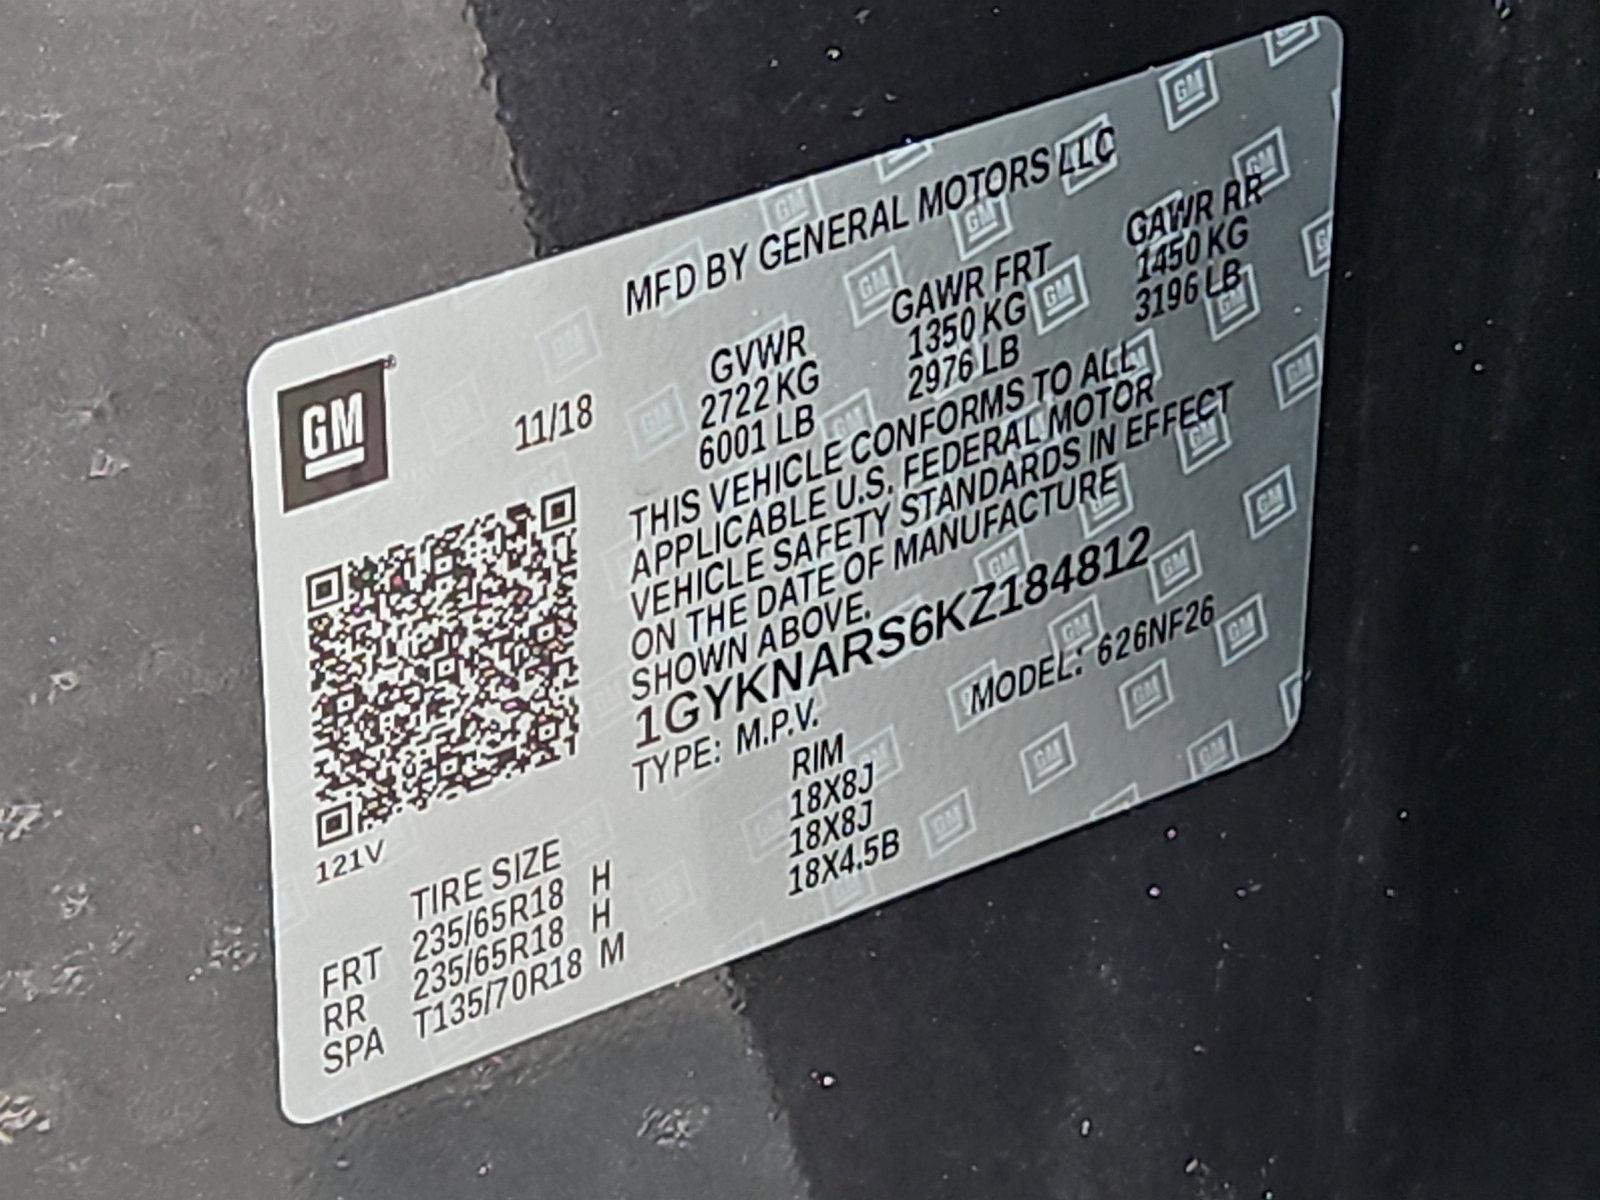 MFD BY GENERAL MOTORS LLC
GM
11/18
GVWR GAWR FRT GAWR RR
2722 KG 1350 KG 1450 KG
6001 LB 2976 LB 3196 LB
THIS VEHICLE CONFORMS TO ALL
APPLICABLE U.S. FEDERAL MOTOR
VEHICLE SAFETY STANDARDS IN EFFECT
ON THE DATE OF MANUFACTURE
SHOWN ABOVE.
1GYKNARS6KZ184812
TYPE: M.P.V. MODEL: 626NF26
121V
TIRE SIZE RIM
FRT 235/65R18 H 18X8J
RR 235/65R18 H 18X8J
SPA T135/70R18 M 18X4.5B